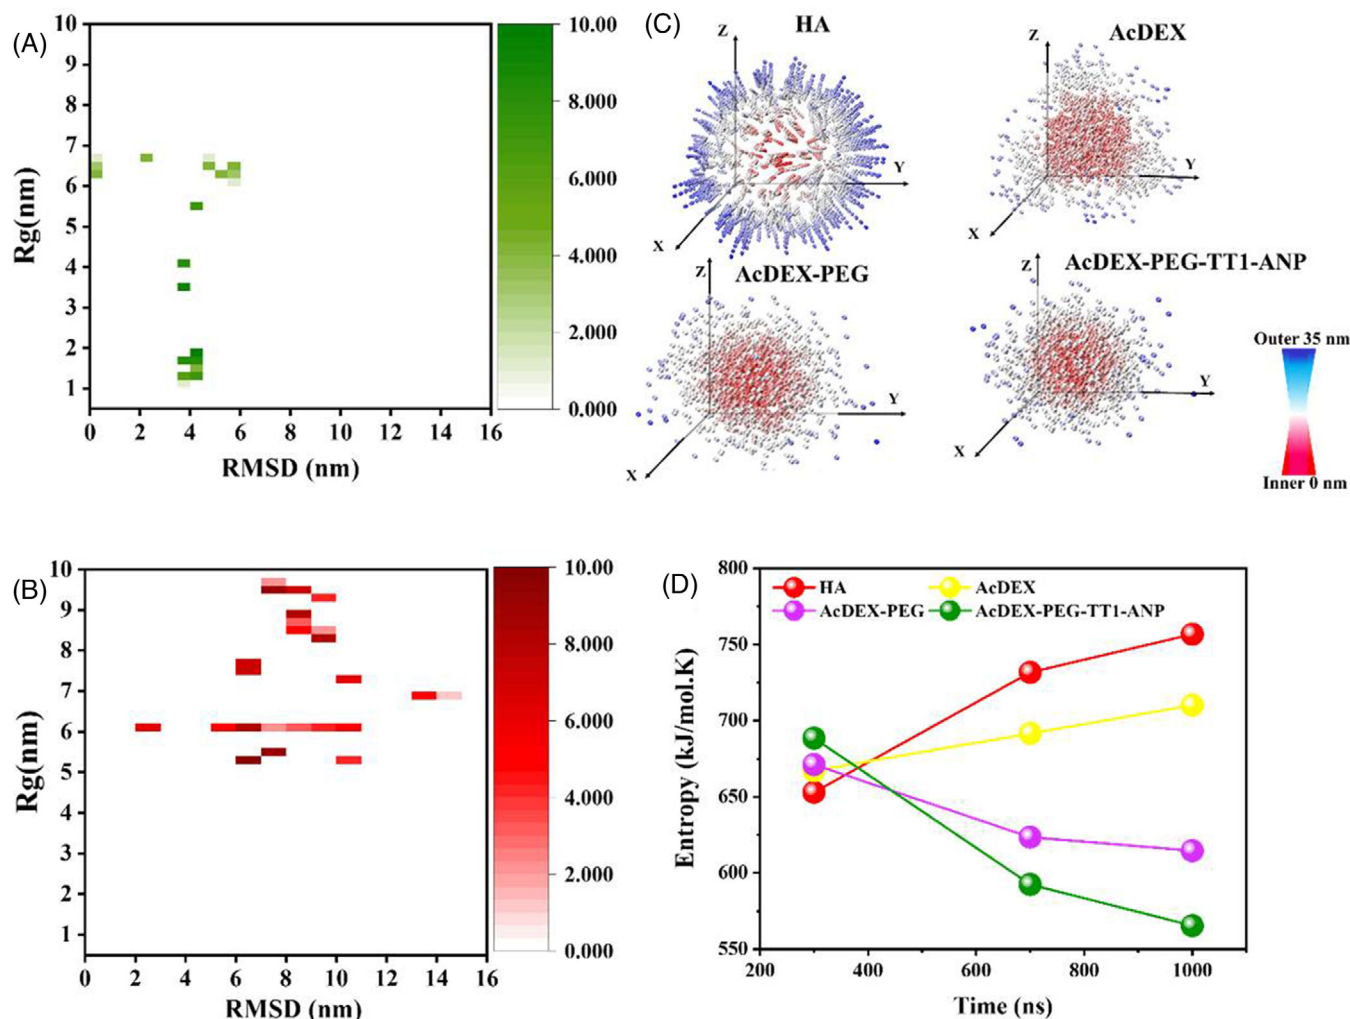 (A)
10
9
8
7
6
5
4
3
2
1
Rg(nm)
0 2 4 6 8 10 12 14 16
RMSD (nm)
10.00
8.000
6.000
4.000
2.000
0.000
(C)
HA
Z
Y
X
AcDEX
Z
Y
X
AcDEX-PEG
Z
Y
X
AcDEX-PEG-TT1-ANP
Z
Y
X
Outer 35 nm
Inner 0 nm
(B)
10
9
8
7
6
5
4
3
2
1
Rg(nm)
0 2 4 6 8 10 12 14 16
RMSD (nm)
10.00
8.000
6.000
4.000
2.000
0.000
(D)
800
750
700
650
600
550
Entropy (kJ/mol.K)
HA
AcDEX
AcDEX-PEG
AcDEX-PEG-TT1-ANP
200 400 600 800 1000
Time (ns)